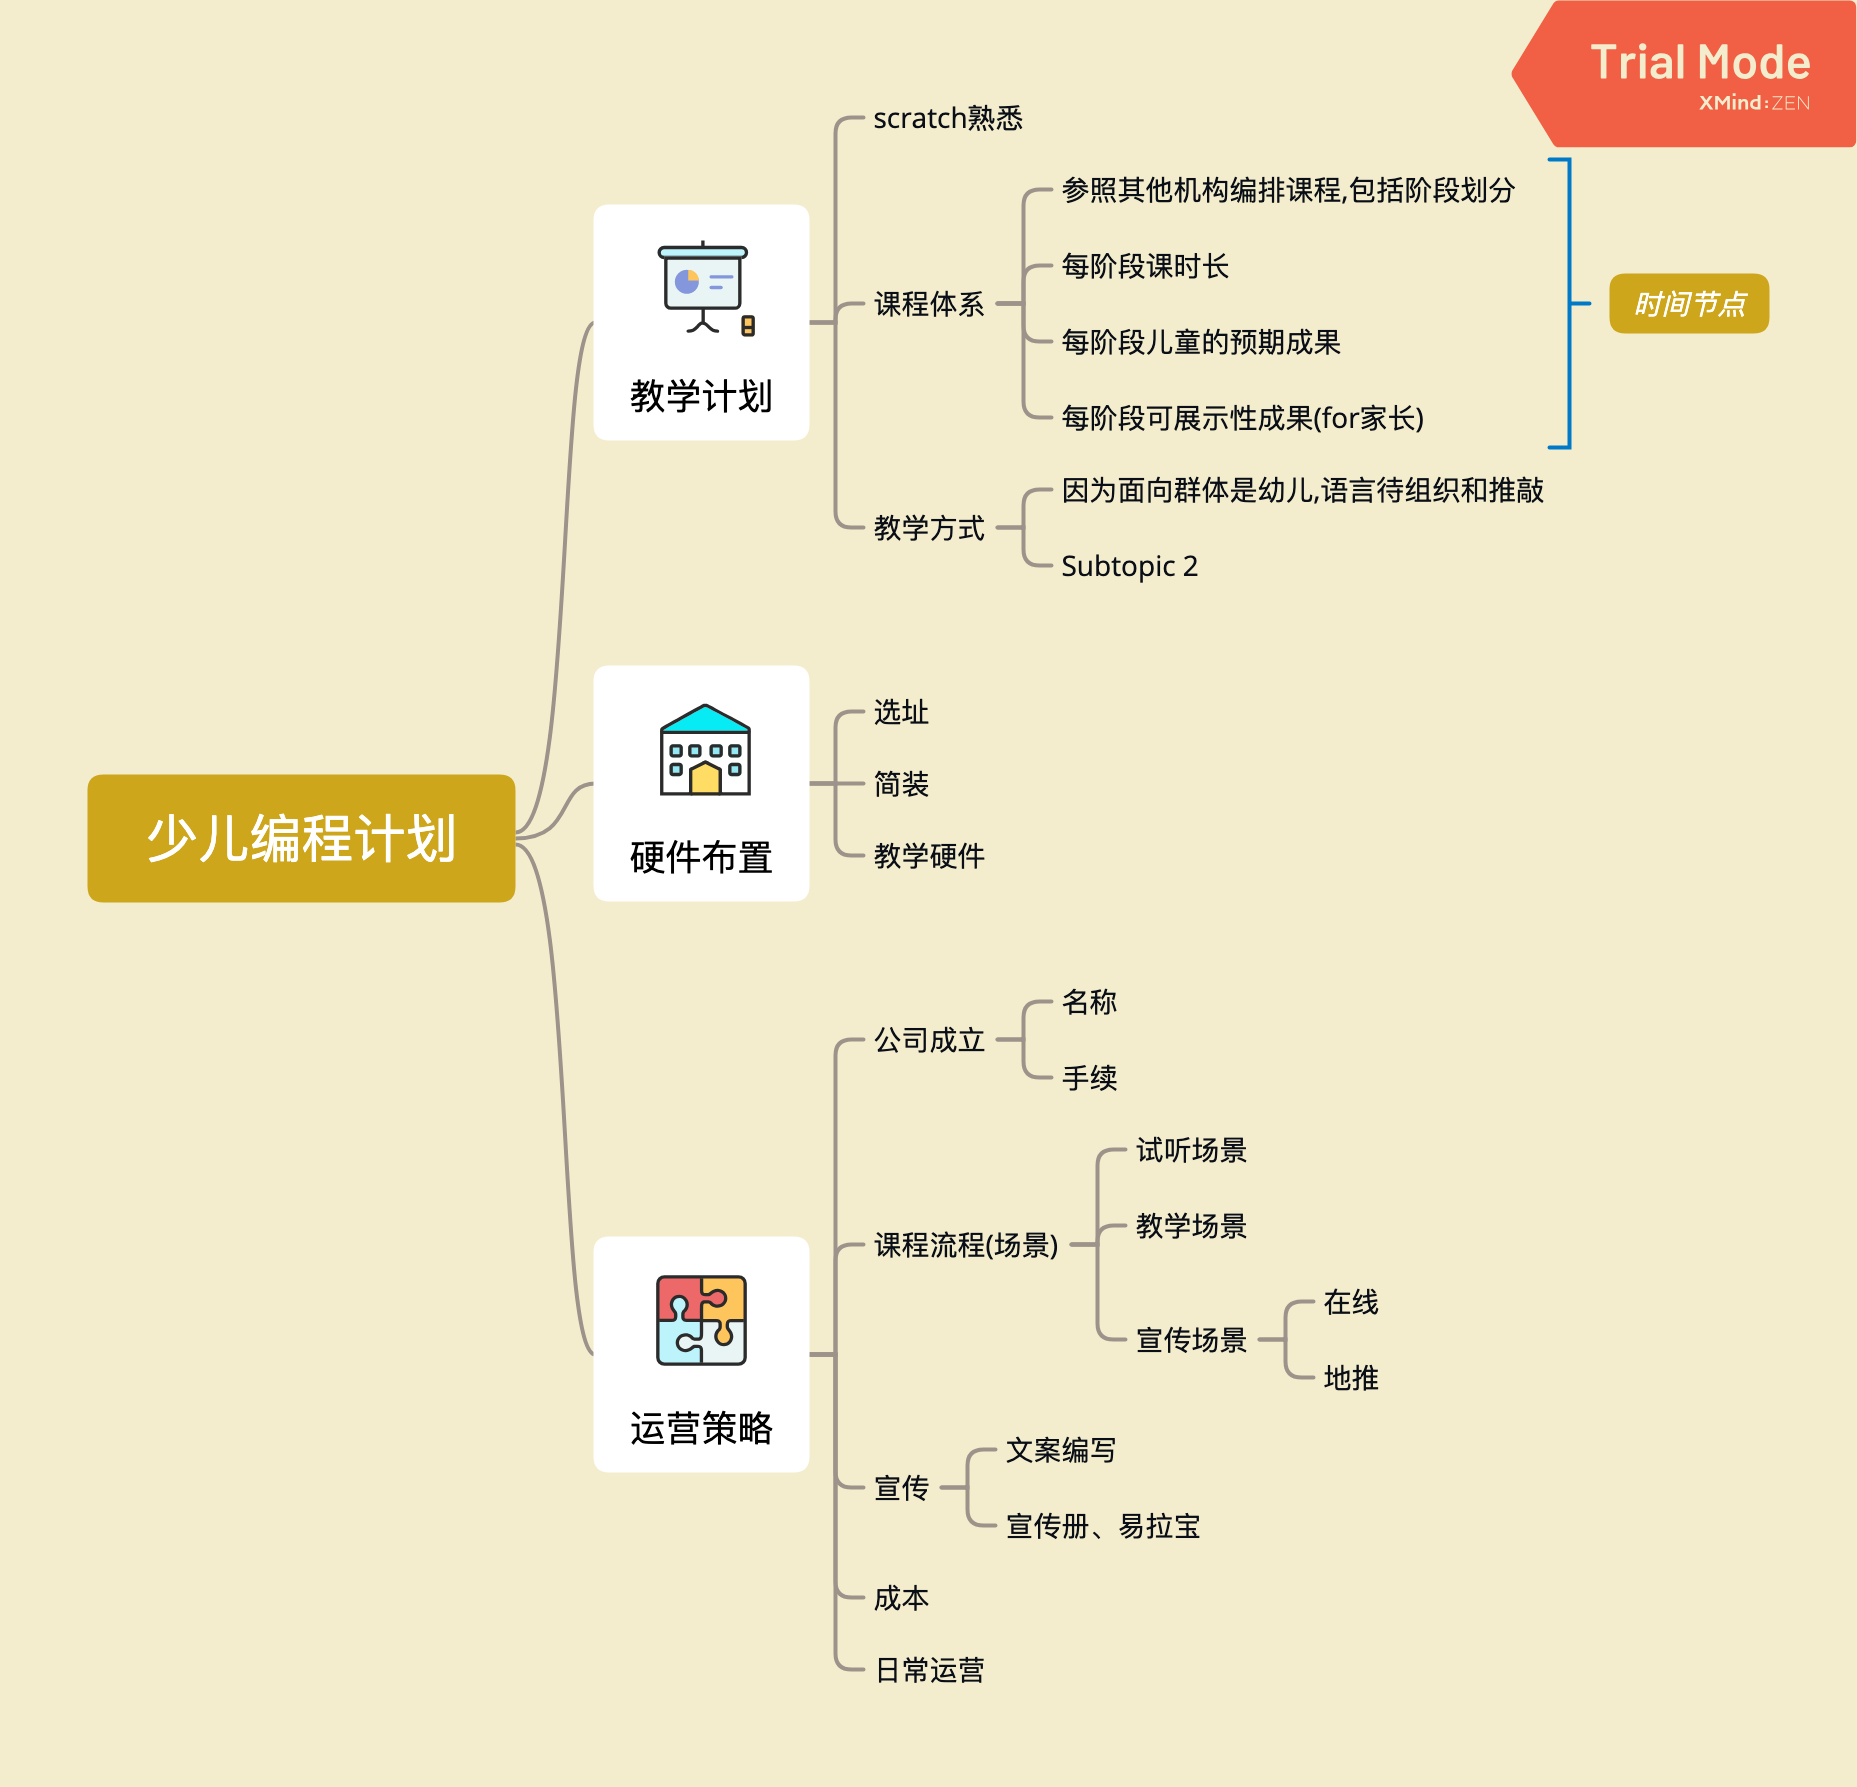 Trial Mode
XMind:ZEN
少儿编程计划
教学计划
scratch熟悉
课程体系
参照其他机构编排课程,包括阶段划分
每阶段课时长
每阶段儿童的预期成果
每阶段可展示性成果(for家长)
时间节点
教学方式
因为面向群体是幼儿,语言待组织和推敲
Subtopic 2
硬件布置
选址
简装
教学硬件
运营策略
公司成立
名称
手续
课程流程(场景)
试听场景
教学场景
宣传场景
在线
地推
宣传
文案编写
宣传册、易拉宝
成本
日常运营